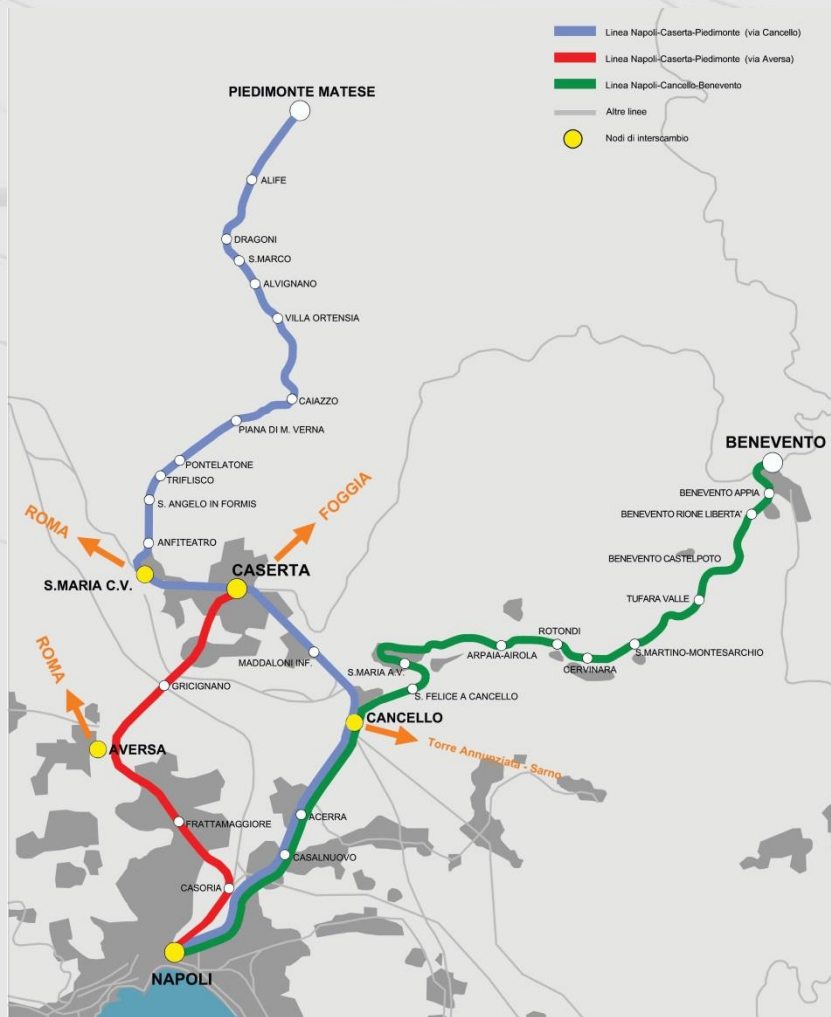 Linea Napoli-Caserta-Piedimonte (via Cancello)
Linea Napoli-Caserta-Piedimonte (via Aversa)
Linea Napoli-Cancello-Benevento
Altre linee
Nodi di interscambio
PIEDIMONTE MATESE
ALIFE
DRAGONI
S.MARCO
ALVIGNANO
VILLA ORTENSIA
CAIAZZO
PIANA DI M. VERNA
PONTELATONE
TRIFLISCO
S. ANGELO IN FORMIS
ANFITEATRO
ROMA
FOGGIA
S.MARIA C.V.
CASERTA
BENEVENTO
BENEVENTO APPIA
BENEVENTO RIONE LIBERTA'
BENEVENTO CASTELPOTO
TUFARA VALLE
S.MARTINO-MONTESARCHIO
CERVINARA
ROTONDI
ARPAIA-AIROLA
S.MARIA A.V.
S. FELICE A CANCELLO
MADDALONI INF.
CANCELLO
Torre Annunziata - Sarno
GRICIGNANO
ROMA
AVERSA
FRATTAMAGGIORE
ACERRA
CASALNUOVO
CASORIA
NAPOLI